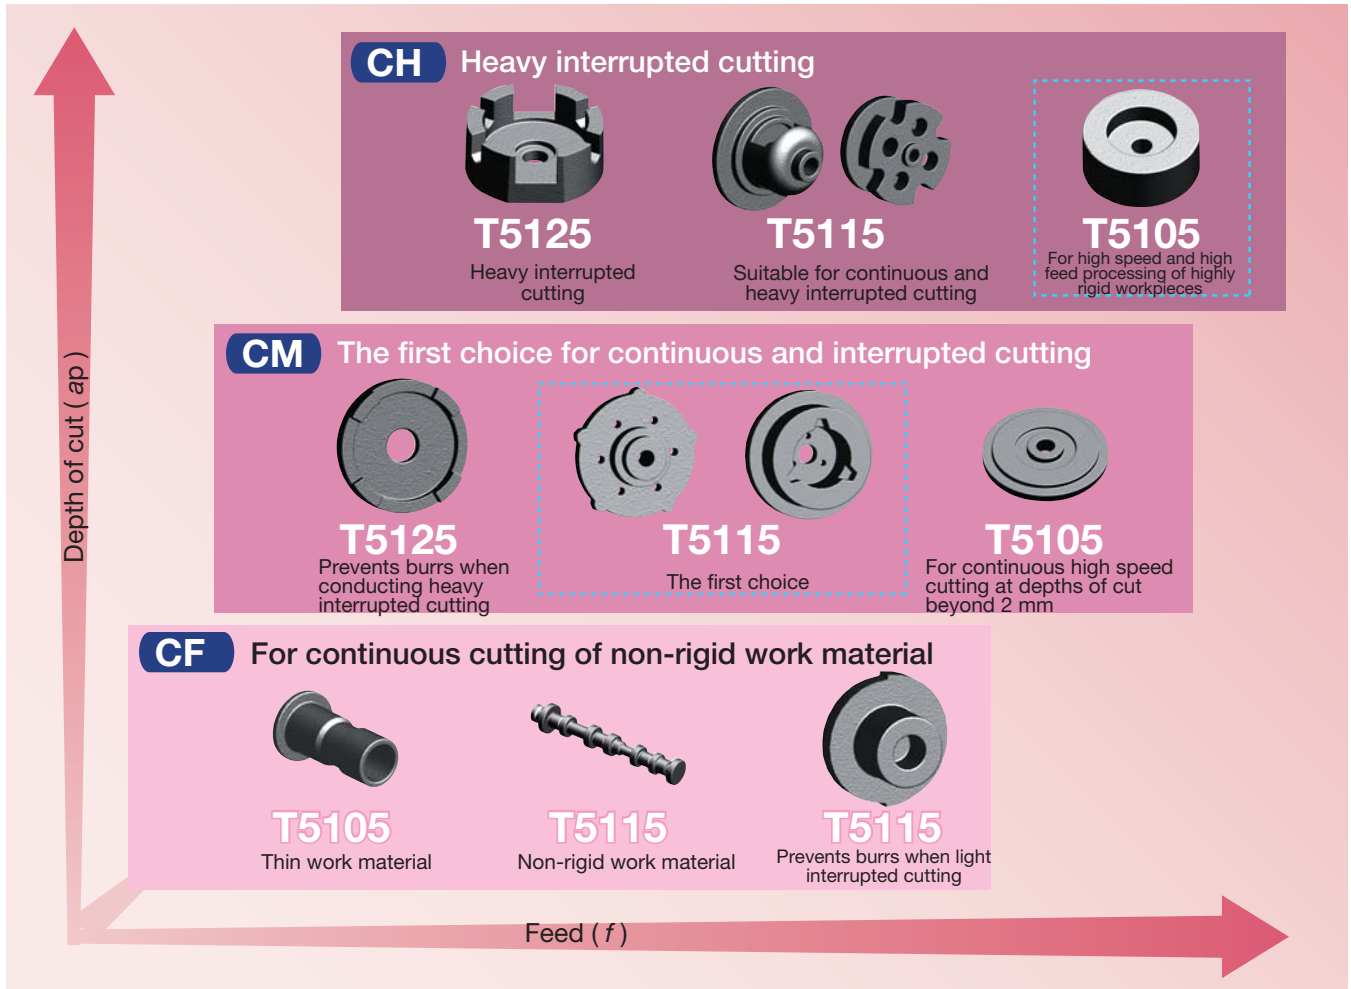 CH Heavy interrupted cutting
T5125
Heavy interrupted
cutting
T5115
Suitable for continuous and
heavy interrupted cutting
T5105
For high speed and high
feed processing of highly
rigid workpieces
CM The first choice for continuous and interrupted cutting
T5125
Prevents burrs when
conducting heavy
interrupted cutting
T5115
The first choice
T5105
For continuous high speed
cutting at depths of cut
beyond 2 mm
CF For continuous cutting of non-rigid work material
T5105
Thin work material
T5115
Non-rigid work material
T5115
Prevents burrs when light
interrupted cutting
Depth of cut ( ap )
Feed ( f )